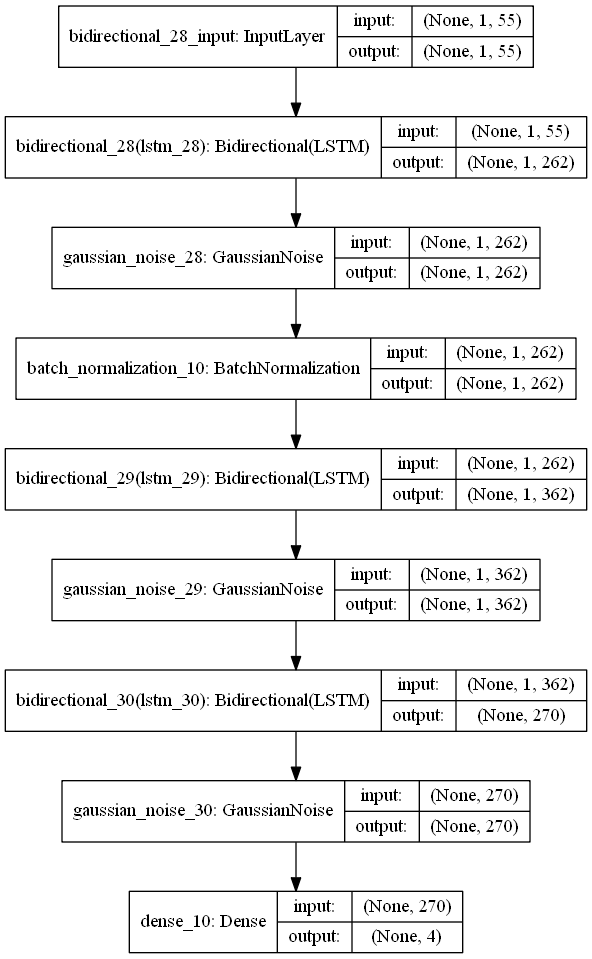 bidirectional_28_input: InputLayer
input: (None, 1, 55)
output: (None, 1, 55)
bidirectional_28(lstm_28): Bidirectional(LSTM)
input: (None, 1, 55)
output: (None, 1, 262)
gaussian_noise_28: GaussianNoise
input: (None, 1, 262)
output: (None, 1, 262)
batch_normalization_10: BatchNormalization
input: (None, 1, 262)
output: (None, 1, 262)
bidirectional_29(lstm_29): Bidirectional(LSTM)
input: (None, 1, 262)
output: (None, 1, 362)
gaussian_noise_29: GaussianNoise
input: (None, 1, 362)
output: (None, 1, 362)
bidirectional_30(lstm_30): Bidirectional(LSTM)
input: (None, 1, 362)
output: (None, 270)
gaussian_noise_30: GaussianNoise
input: (None, 270)
output: (None, 270)
dense_10: Dense
input: (None, 270)
output: (None, 4)